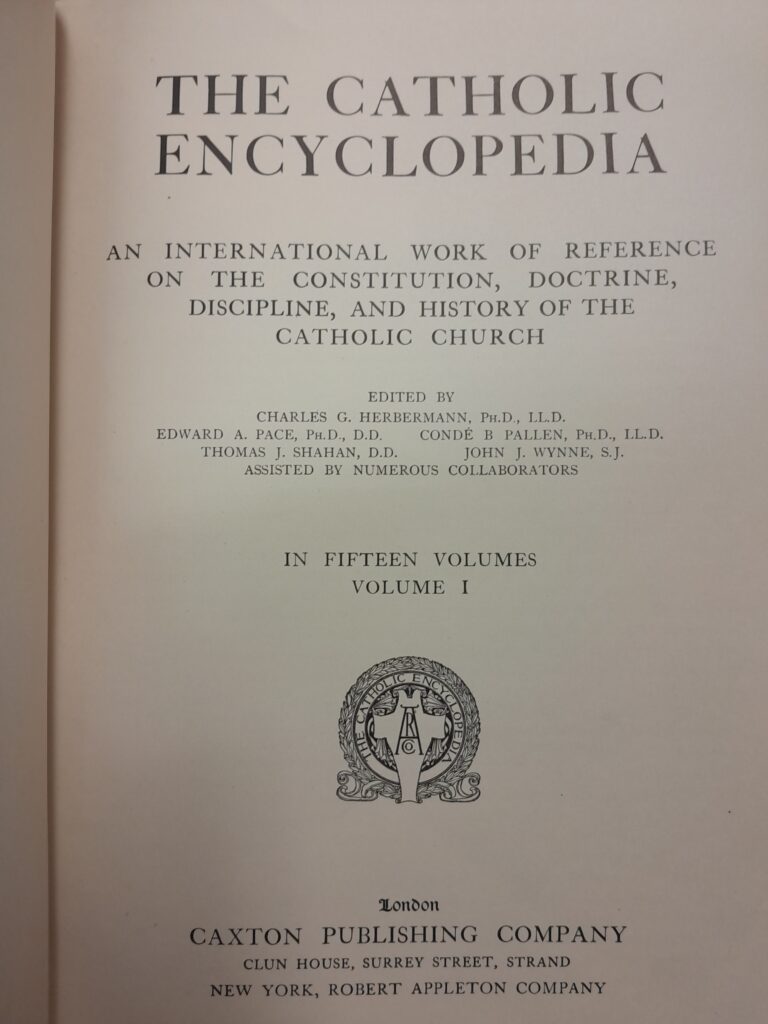 THE CATHOLIC
ENCYCLOPEDIA
AN INTERNATIONAL WORK OF REFERENCE
ON THE CONSTITUTION, DOCTRINE,
DISCIPLINE, AND HISTORY OF THE
CATHOLIC CHURCH
EDITED BY
CHARLES G. HERBERMANN, Ph.D., LL.D.
EDWARD A. PACE, Ph.D., D.D. CONDÉ B PALLEN, Ph.D., LL.D.
THOMAS J. SHAHAN, D.D. JOHN J. WYNNE, S.J.
ASSISTED BY NUMEROUS COLLABORATORS
IN FIFTEEN VOLUMES
VOLUME I
THE CATHOLIC ENCYCLOPEDIA
RA
CO
London
CAXTON PUBLISHING COMPANY
CLUN HOUSE, SURREY STREET, STRAND
NEW YORK, ROBERT APPLETON COMPANY